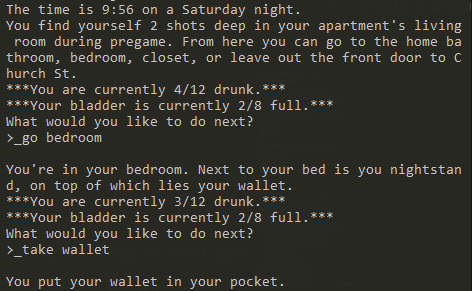 The time is 9:56 on a Saturday night.
You find yourself 2 shots deep in your apartment's living
 room during pregame. From here you can go to the home ba
throom, bedroom, closet, or leave out the front door to C
hurch St.
***You are currently 4/12 drunk.***
***Your bladder is currently 2/8 full.***
What would you like to do next?
>_go bedroom

You're in your bedroom. Next to your bed is you nightstan
d, on top of which lies your wallet.
***You are currently 3/12 drunk.***
***Your bladder is currently 2/8 full.***
What would you like to do next?
>_take wallet

You put your wallet in your pocket.